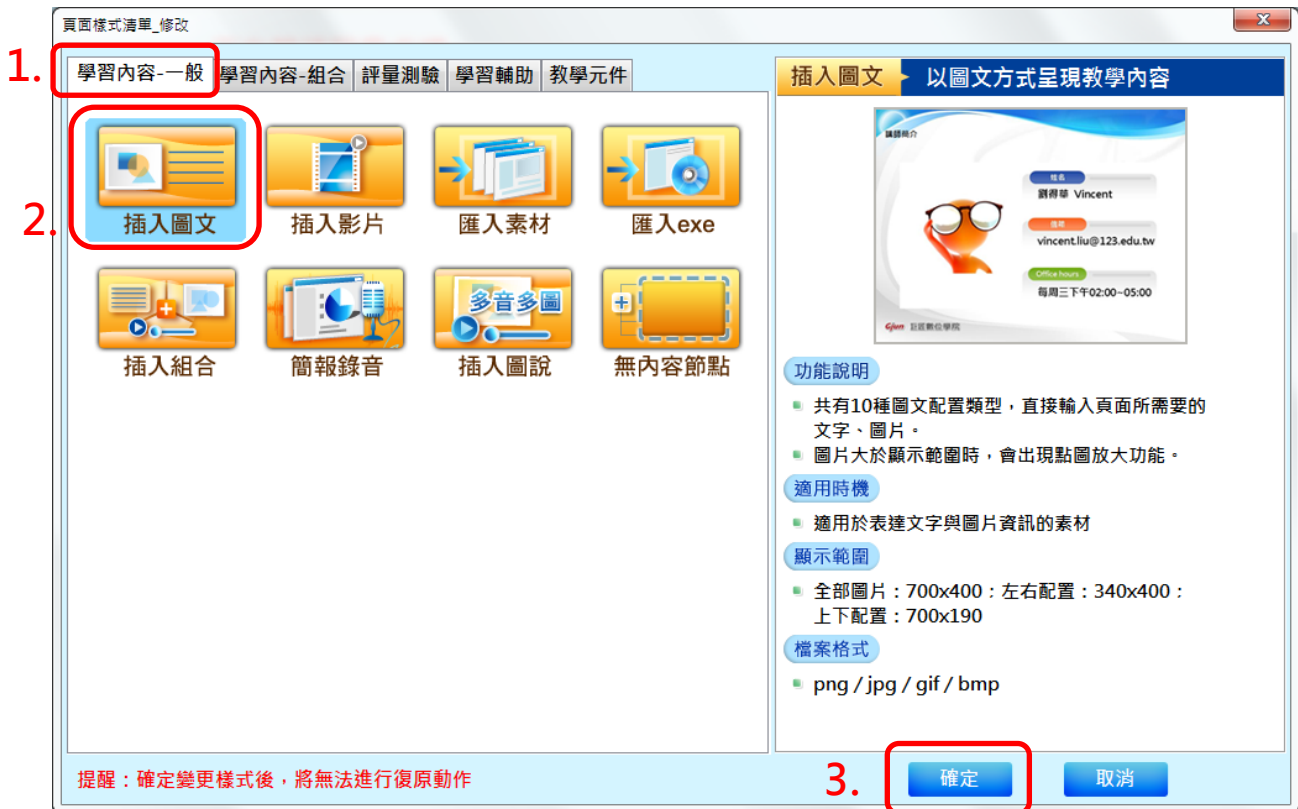 頁面樣式清單_修改
1.
學習內容-一般 學習內容-組合 評量測驗 學習輔助 教學元件
2.
插入圖文 插入影片 匯入素材 匯入exe
多音多圖
插入組合 簡報錄音 插入圖說 無內容節點
插入圖文 以圖文方式呈現教學內容
講師簡介
姓名
劉得華 Vincent
信箱
vincent.liu@123.edu.tw
Office hours
每周三下午02:00~05:00
Gjun 巨匠數位學院
功能說明
共有10種圖文配置類型，直接輸入頁面所需要的
文字、圖片。
圖片大於顯示範圍時，會出現點圖放大功能。
適用時機
適用於表達文字與圖片資訊的素材
顯示範圍
全部圖片：700x400；左右配置：340x400；
上下配置：700x190
檔案格式
png / jpg / gif / bmp
提醒：確定變更樣式後，將無法進行復原動作
3.
確定 取消